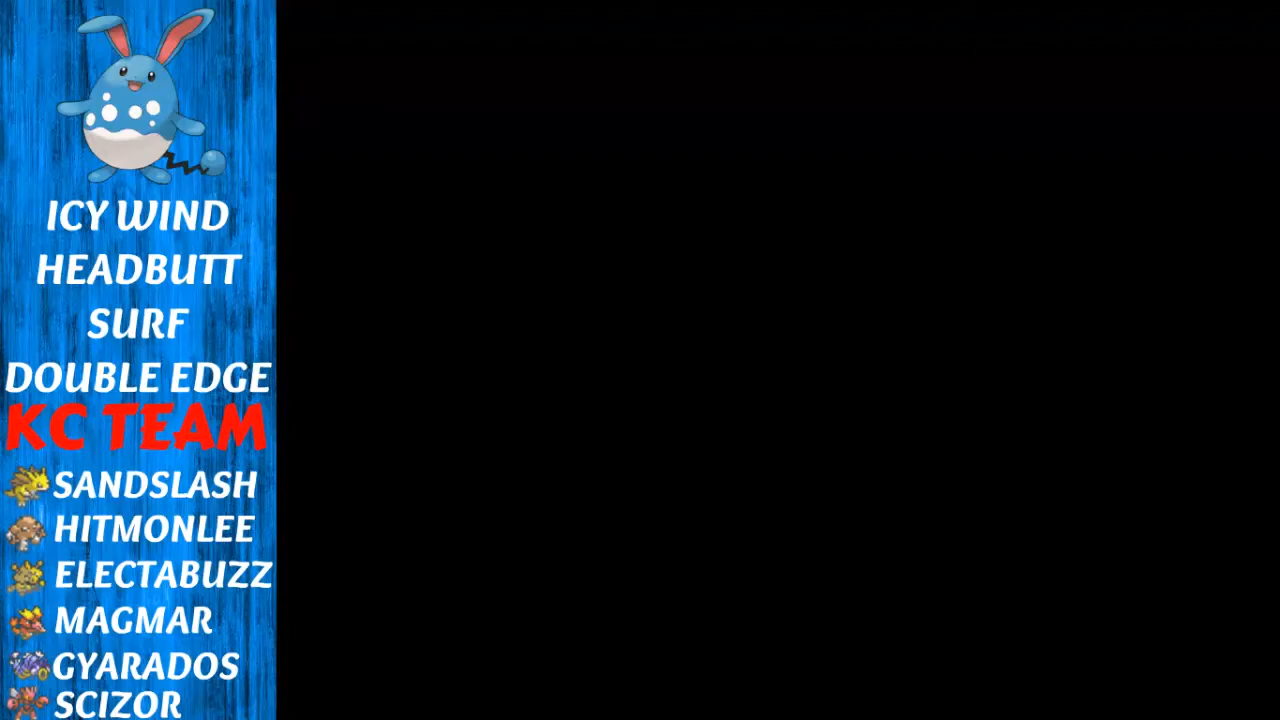 ICY WIND
HEADBUTT
SURF
DOUBLE EDGE
KC TEAM
SANDSLASH
HITMONLEE
ELECTABUZZ
MAGMAR
GYARADOS
SCIZOR